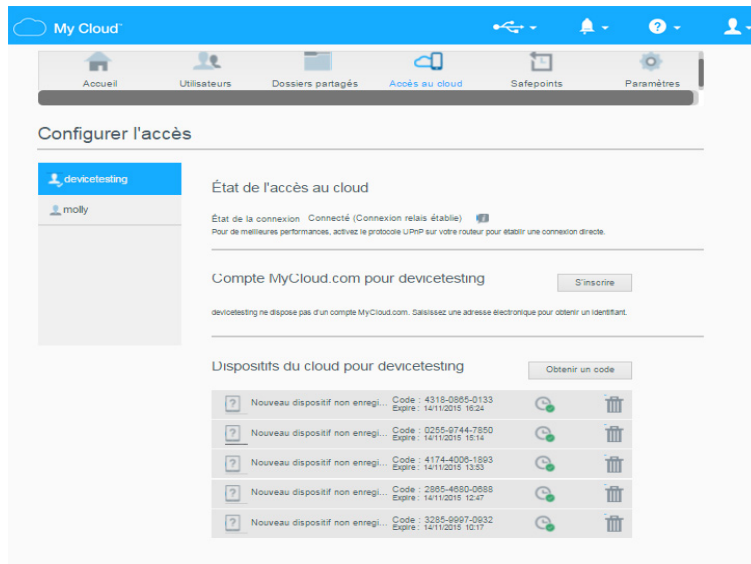 My Cloud™
Accueil Utilisateurs Dossiers partagés Accès au cloud Safepoints Paramètres
Configurer l'accès
devicetesting
molly
État de l'accès au cloud
État de la connexion Connecté (Connexion relais établie)
Pour de meilleures performances, activez le protocole UPnP sur votre routeur pour établir une connexion directe.
Compte MyCloud.com pour devicetesting S'inscrire
devicetesting ne dispose pas d'un compte MyCloud.com. Saisissez une adresse électronique pour obtenir un identifiant.
Dispositifs du cloud pour devicetesting Obtenir un code
Nouveau dispositif non enregi... Code : 4318-0865-0133
Expire : 14/11/2015 16:24
Nouveau dispositif non enregi... Code : 0255-9744-7850
Expire : 14/11/2015 15:14
Nouveau dispositif non enregi... Code : 4174-4006-1893
Expire : 14/11/2015 13:53
Nouveau dispositif non enregi... Code : 2865-4680-0688
Expire : 14/11/2015 12:47
Nouveau dispositif non enregi... Code : 3285-9997-0932
Expire : 14/11/2015 10:17